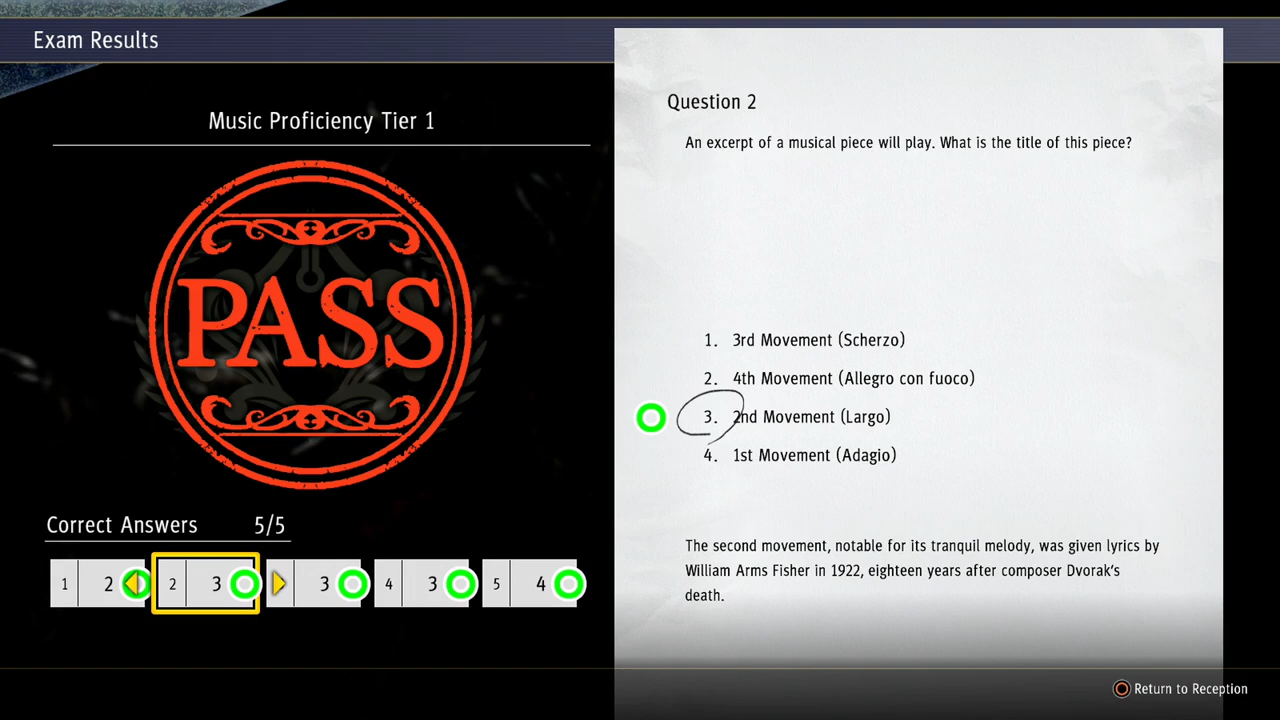 Exam Results
Music Proficiency Tier 1
PASS
Correct Answers 5/5
1 2 2 3 3 4 3 5 4
Question 2
An excerpt of a musical piece will play. What is the title of this piece?
1. 3rd Movement (Scherzo)
2. 4th Movement (Allegro con fuoco)
3. 2nd Movement (Largo)
4. 1st Movement (Adagio)
The second movement, notable for its tranquil melody, was given lyrics by
William Arms Fisher in 1922, eighteen years after composer Dvorak's
death.
Return to Reception